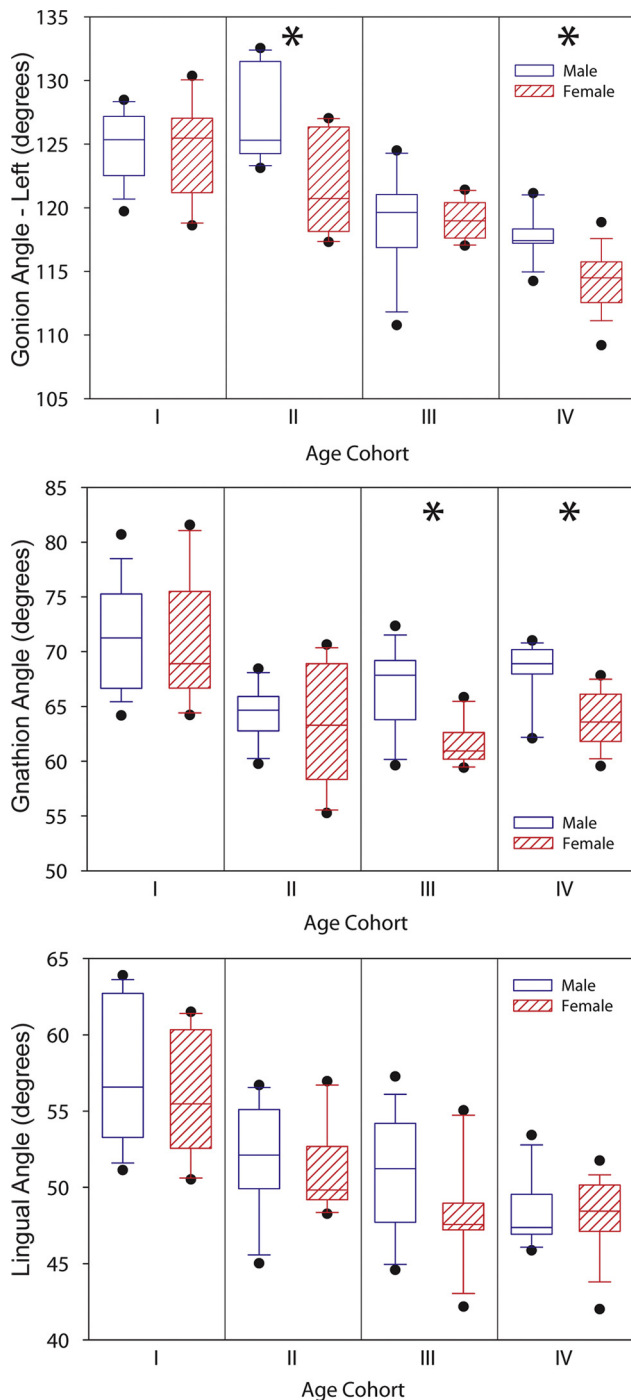 135
130
125
120
115
110
105
Gonion Angle - Left (degrees)
*
*
Male
Female
I
II
III
IV
Age Cohort
85
80
75
70
65
60
55
50
Gnathion Angle (degrees)
*
*
Male
Female
I
II
III
IV
Age Cohort
65
60
55
50
45
40
Lingual Angle (degrees)
Male
Female
I
II
III
IV
Age Cohort